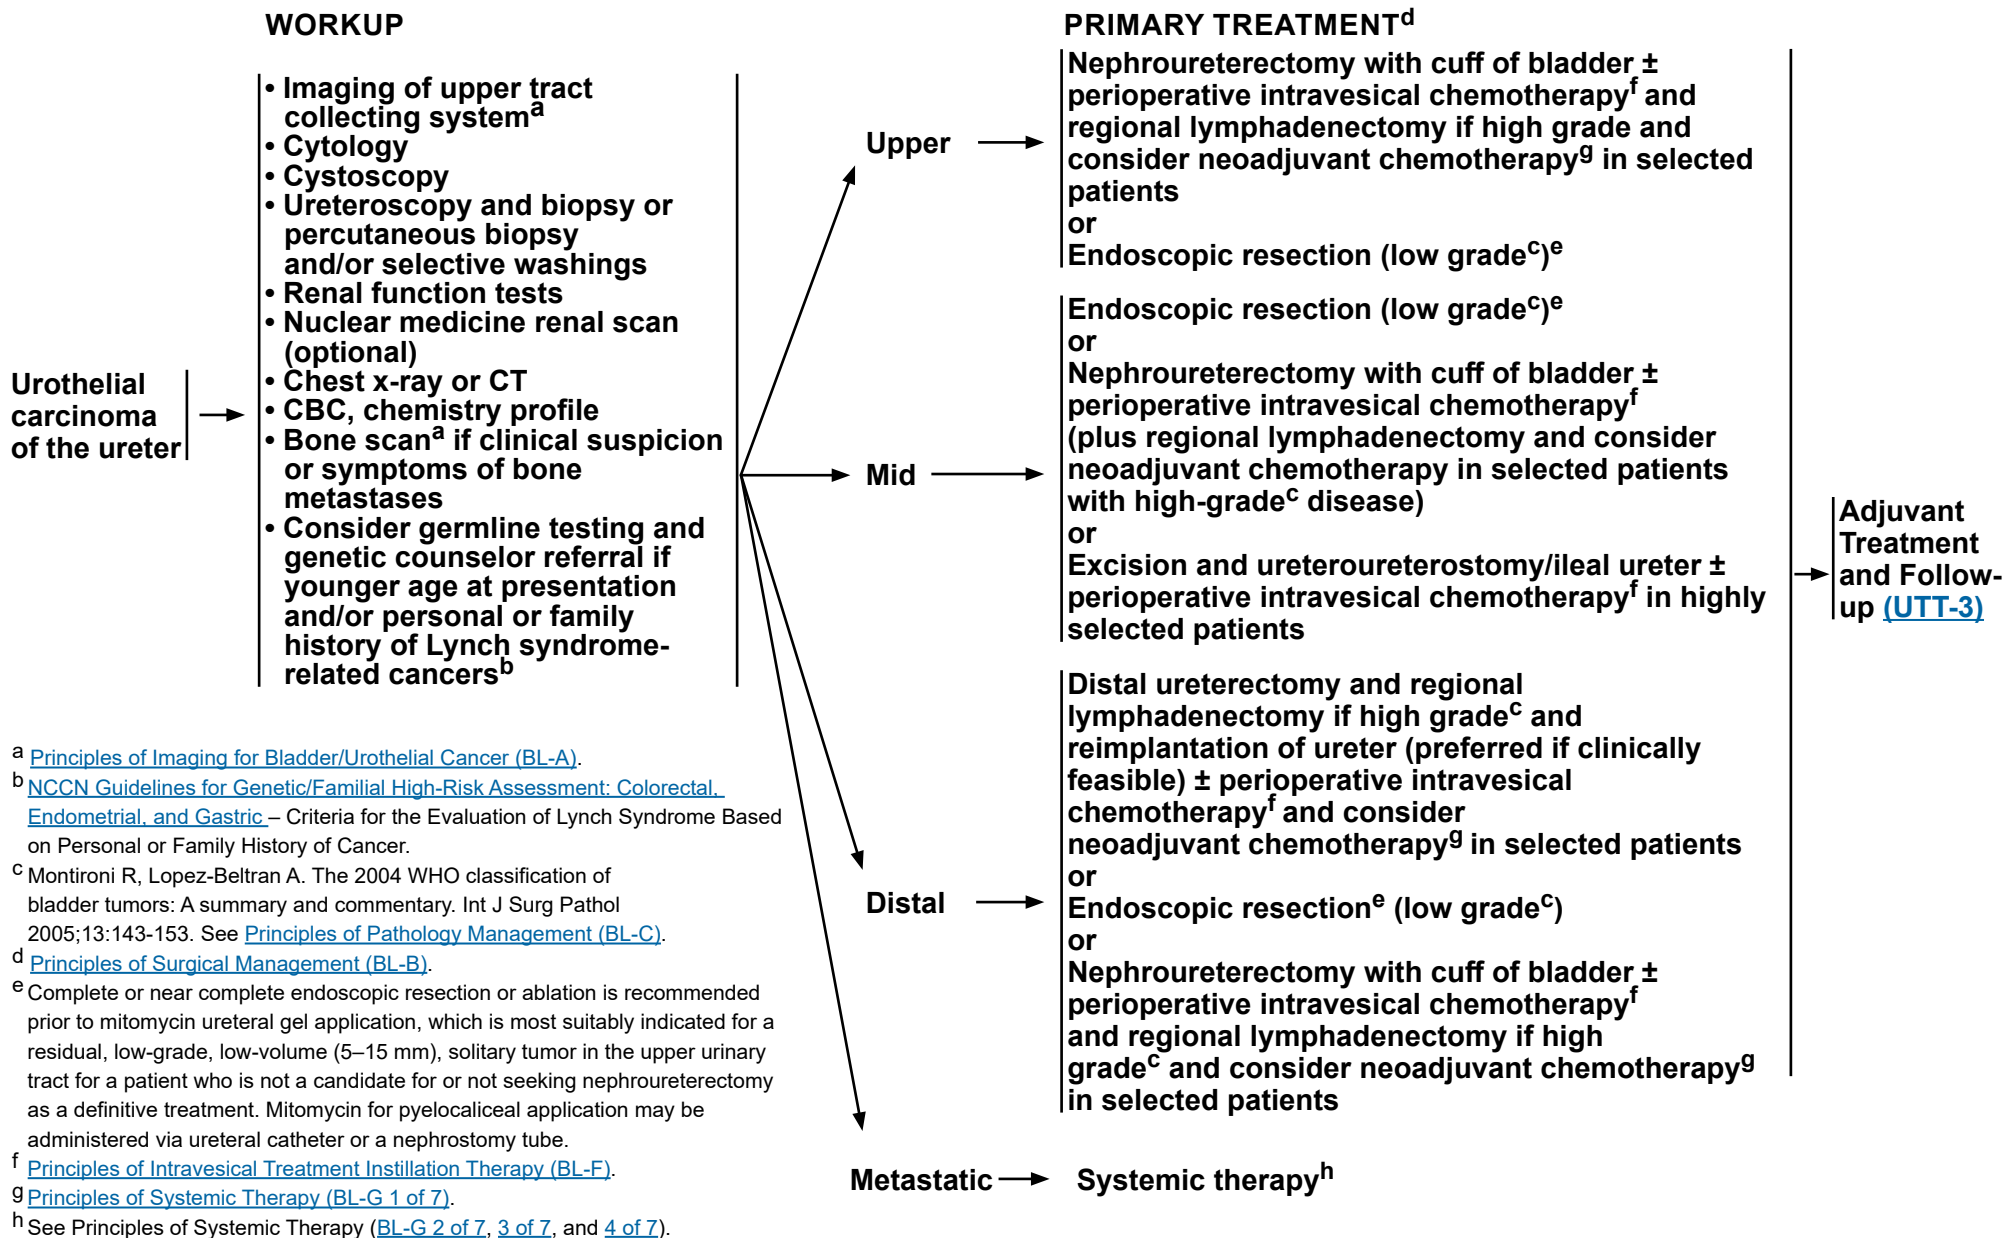 WORKUP
PRIMARY TREATMENTd
Urothelial
carcinoma
of the ureter
• Imaging of upper tract
collecting systema
• Cytology
• Cystoscopy
• Ureteroscopy and biopsy or
percutaneous biopsy
and/or selective washings
• Renal function tests
• Nuclear medicine renal scan
(optional)
• Chest x-ray or CT
• CBC, chemistry profile
• Bone scana if clinical suspicion
or symptoms of bone
metastases
• Consider germline testing and
genetic counselor referral if
younger age at presentation
and/or personal or family
history of Lynch syndrome-
related cancersb
Upper
Nephroureterectomy with cuff of bladder ±
perioperative intravesical chemotherapyf and
regional lymphadenectomy if high grade and
consider neoadjuvant chemotherapyg in selected
patients
or
Endoscopic resection (low gradec)e
Mid
Endoscopic resection (low gradec)e
or
Nephroureterectomy with cuff of bladder ±
perioperative intravesical chemotherapyf
(plus regional lymphadenectomy and consider
neoadjuvant chemotherapy in selected patients
with high-gradec disease)
or
Excision and ureteroureterostomy/ileal ureter ±
perioperative intravesical chemotherapyf in highly
selected patients
Distal
Distal ureterectomy and regional
lymphadenectomy if high gradec and
reimplantation of ureter (preferred if clinically
feasible) ± perioperative intravesical
chemotherapyf and consider
neoadjuvant chemotherapyg in selected patients
or
Endoscopic resectione (low gradec)
or
Nephroureterectomy with cuff of bladder ±
perioperative intravesical chemotherapyf
and regional lymphadenectomy if high
gradec and consider neoadjuvant chemotherapyg
in selected patients
Metastatic
Systemic therapyh
Adjuvant
Treatment
and Follow-
up (UTT-3)
a Principles of Imaging for Bladder/Urothelial Cancer (BL-A).
b NCCN Guidelines for Genetic/Familial High-Risk Assessment: Colorectal,
Endometrial, and Gastric – Criteria for the Evaluation of Lynch Syndrome Based
on Personal or Family History of Cancer.
c Montironi R, Lopez-Beltran A. The 2004 WHO classification of
bladder tumors: A summary and commentary. Int J Surg Pathol
2005;13:143-153. See Principles of Pathology Management (BL-C).
d Principles of Surgical Management (BL-B).
e Complete or near complete endoscopic resection or ablation is recommended
prior to mitomycin ureteral gel application, which is most suitably indicated for a
residual, low-grade, low-volume (5–15 mm), solitary tumor in the upper urinary
tract for a patient who is not a candidate for or not seeking nephroureterectomy
as a definitive treatment. Mitomycin for pyelocaliceal application may be
administered via ureteral catheter or a nephrostomy tube.
f Principles of Intravesical Treatment Instillation Therapy (BL-F).
g Principles of Systemic Therapy (BL-G 1 of 7).
h See Principles of Systemic Therapy (BL-G 2 of 7, 3 of 7, and 4 of 7).